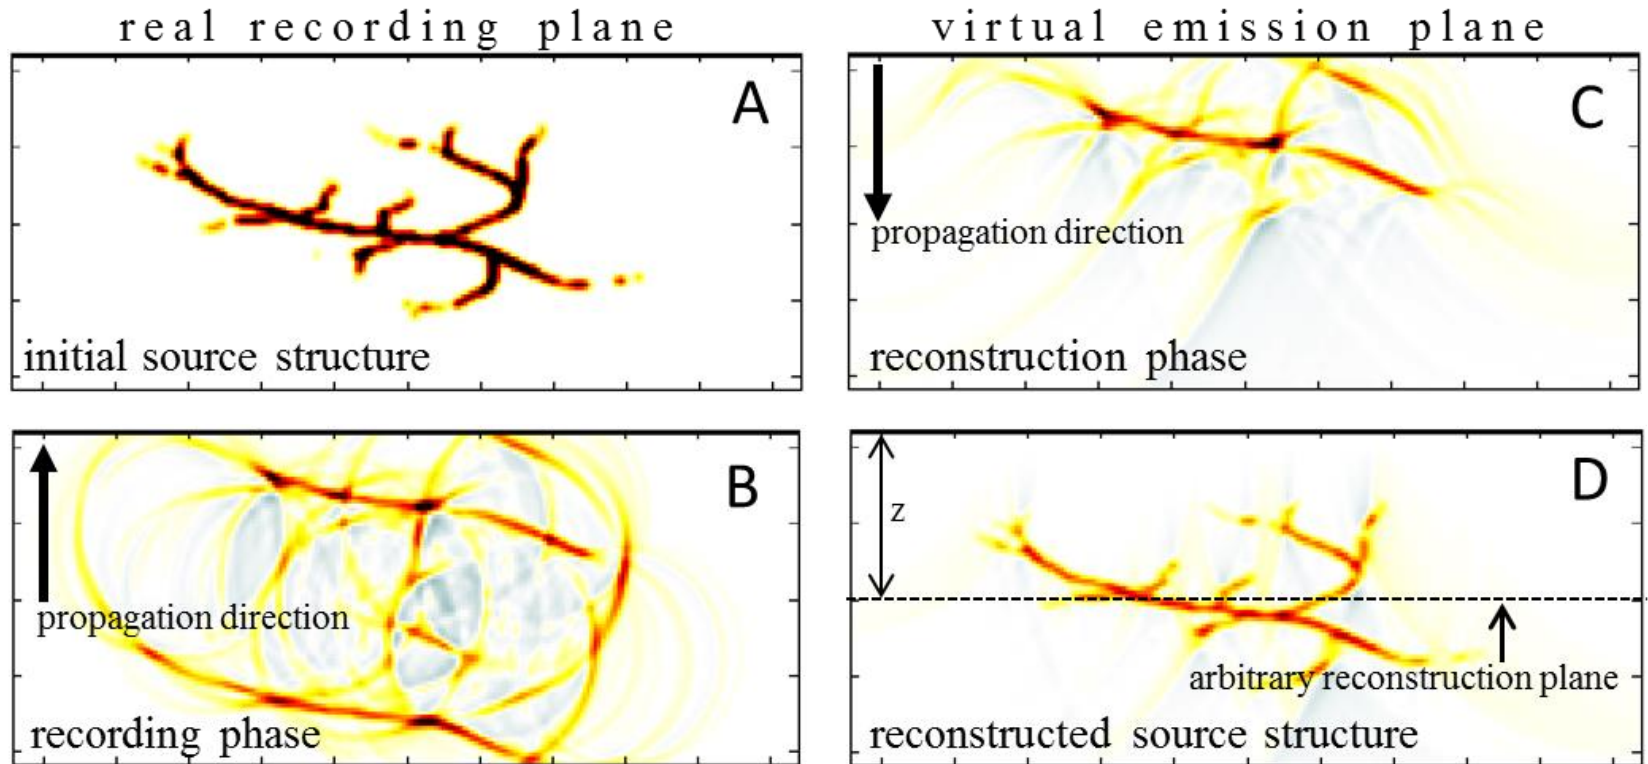 real recording plane
A
initial source structure
B
propagation direction
recording phase
virtual emission plane
C
propagation direction
reconstruction phase
D
z
arbitrary reconstruction plane
reconstructed source structure